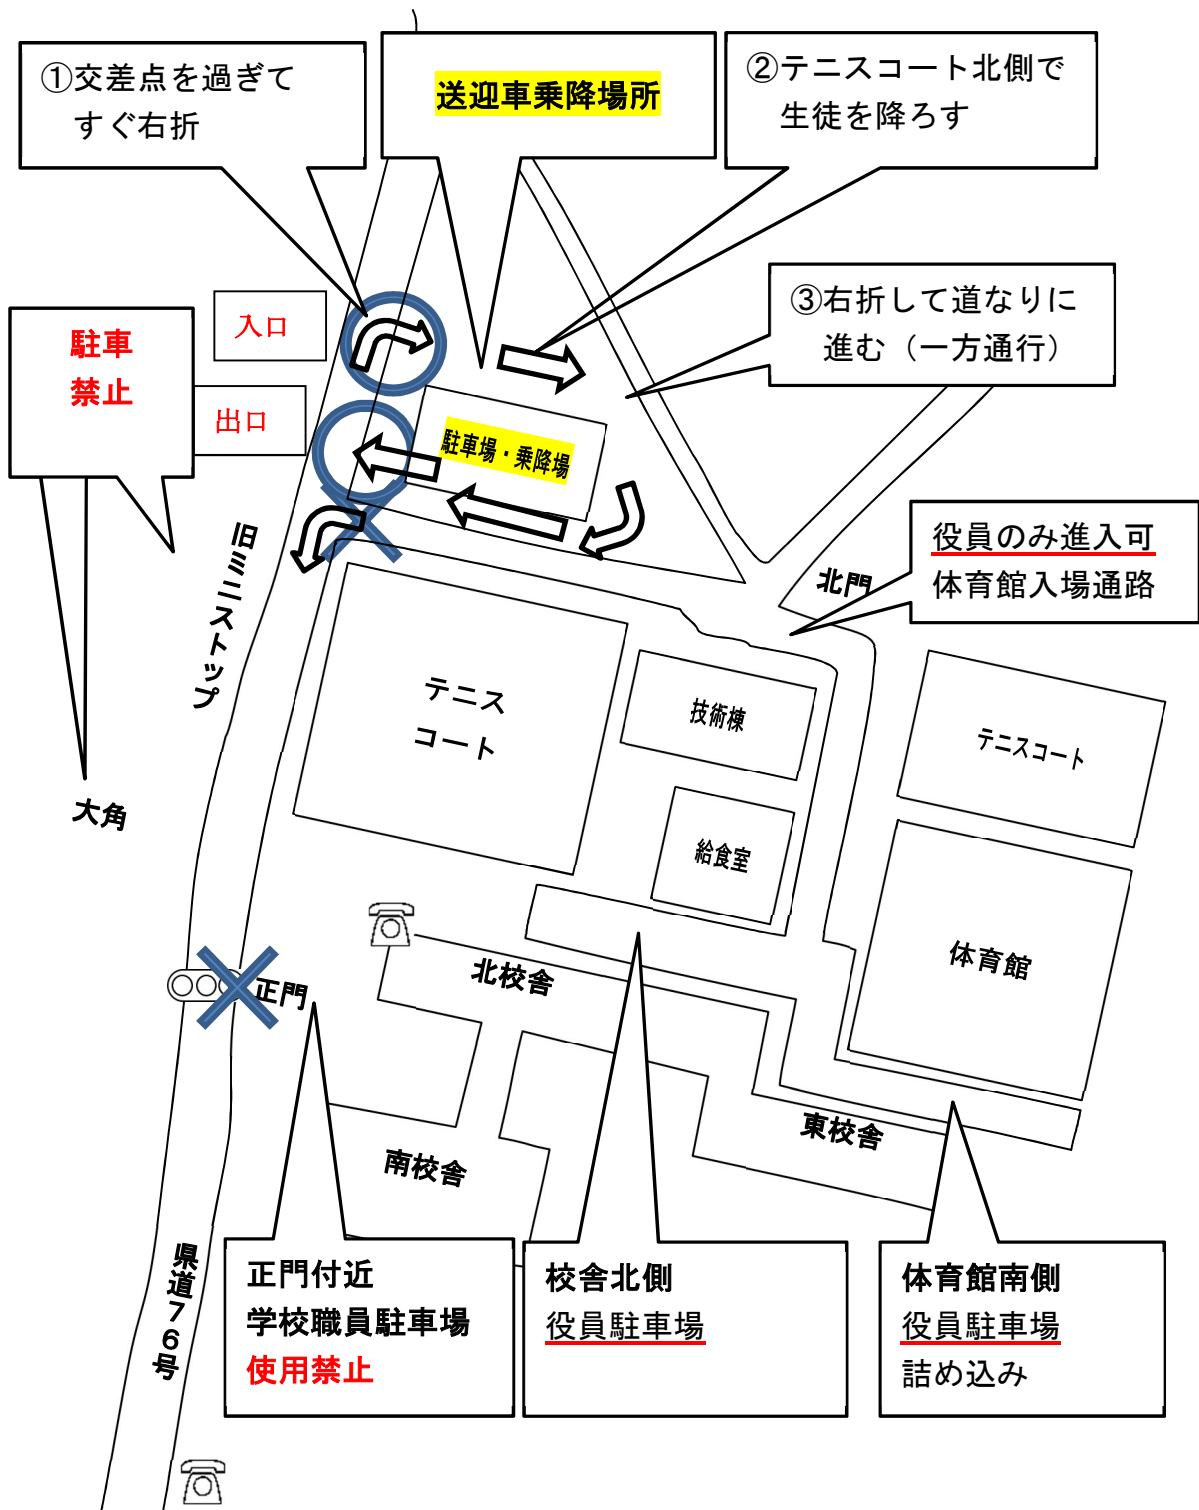 ①交差点を過ぎて
すぐ右折
送迎車乗降場所
②テニスコート北側で
生徒を降ろす
③右折して道なりに
進む（一方通行）
入口
出口
駐車
禁止
駐車場・乗降場
旧ミニストップ
北門
役員のみ進入可
体育館入場通路
テニス
コート
技術棟
テニスコート
大角
給食室
体育館
北校舎
正門
東校舎
南校舎
県道76号
正門付近
学校職員駐車場
使用禁止
校舎北側
役員駐車場
体育館南側
役員駐車場
詰め込み